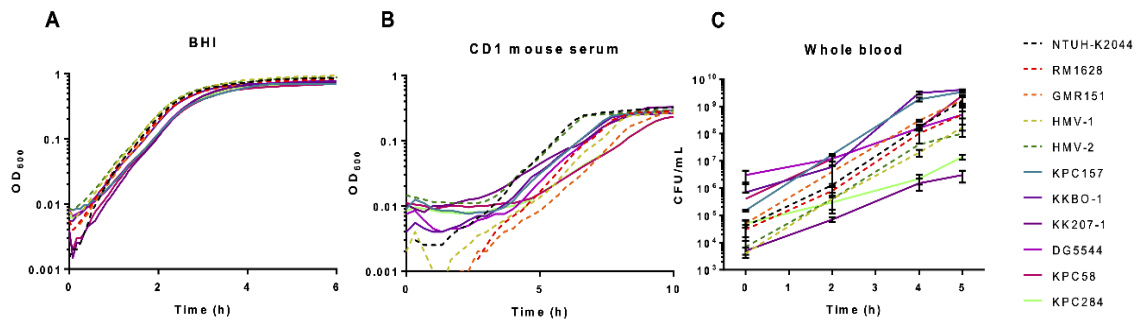 A
BHI
OD600
1
0.1
0.01
0.001
0
2
4
6
Time (h)
B
CD1 mouse serum
OD600
1
0.1
0.01
0.001
0
5
10
Time (h)
C
Whole blood
CFU/mL
10^10
10^9
10^8
10^7
10^6
10^5
10^4
10^3
0
1
2
3
4
5
Time (h)
NTUH-K2044
RM1628
GMR151
HMV-1
HMV-2
KPC157
KKBO-1
KK207-1
DG5544
KPC58
KPC284